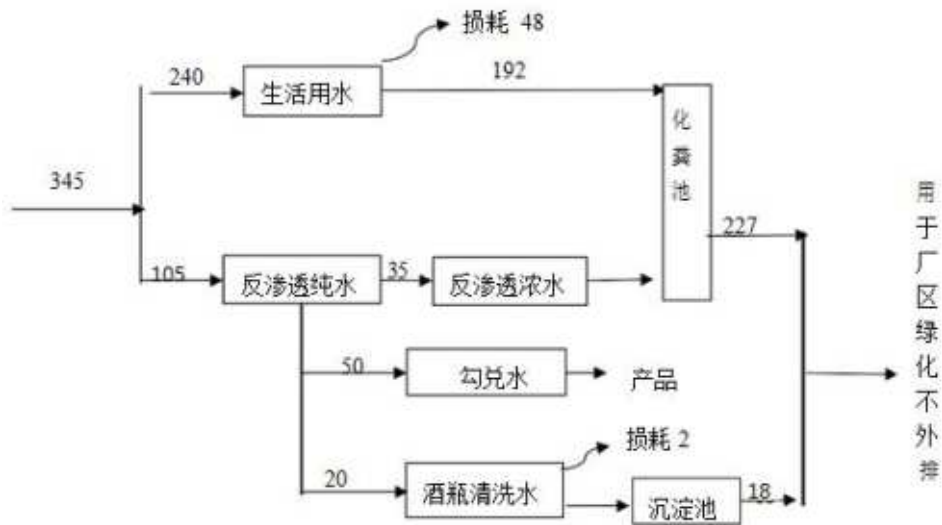 损耗 48
240
生活用水
192
化粪池
345
227
用于厂区绿化不外排
105
反渗透纯水
35
反渗透浓水
50
勾兑水
产品
损耗 2
20
酒瓶清洗水
沉淀池
18